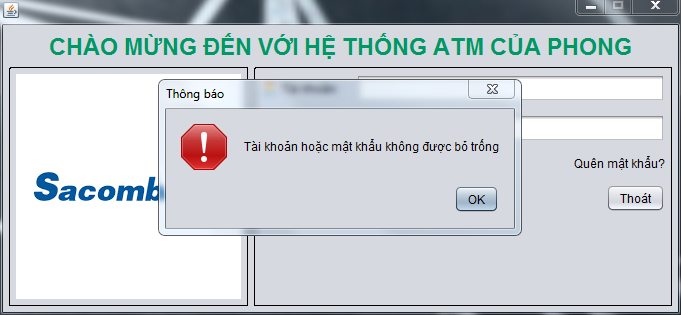 CHÀO MỪNG ĐẾN VỚI HỆ THỐNG ATM CỦA PHONG
Thông báo
Tài khoản hoặc mật khẩu không được bỏ trống
OK
Sacomb
Quên mật khẩu?
Thoát